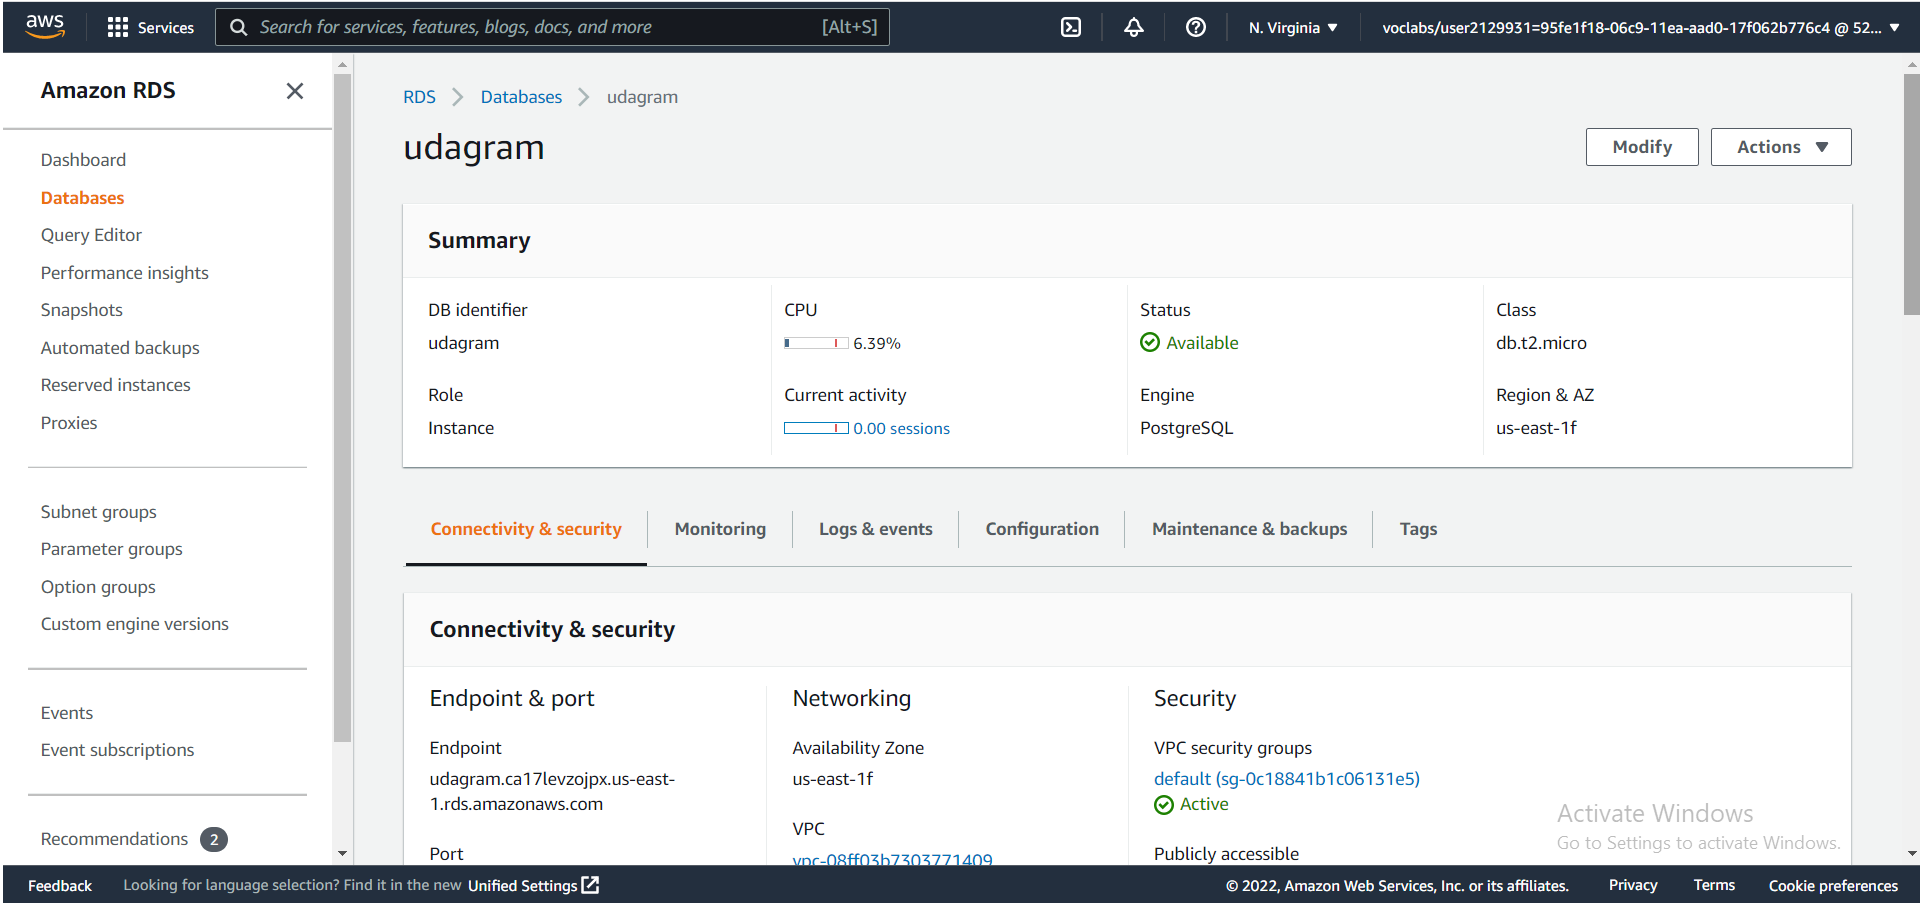 aws
Services
Search for services, features, blogs, docs, and more
[Alt+S]
N. Virginia
voclabs/user2129931=95fe1f18-06c9-11ea-aad0-17f062b776c4 @ 52...
Amazon RDS
Dashboard
Databases
Query Editor
Performance insights
Snapshots
Automated backups
Reserved instances
Proxies
Subnet groups
Parameter groups
Option groups
Custom engine versions
Events
Event subscriptions
Recommendations 2
RDS > Databases > udagram
udagram
Modify
Actions
Summary
DB identifier
udagram
CPU
6.39%
Status
Available
Class
db.t2.micro
Role
Instance
Current activity
0.00 sessions
Engine
PostgreSQL
Region & AZ
us-east-1f
Connectivity & security
Monitoring
Logs & events
Configuration
Maintenance & backups
Tags
Connectivity & security
Endpoint & port
Endpoint
udagram.ca17levzojpx.us-east-
1.rds.amazonaws.com
Port
Networking
Availability Zone
us-east-1f
VPC
vpc-08ff03b7303771409
Security
VPC security groups
default (sg-0c18841b1c06131e5)
Active
Publicly accessible
Activate Windows
Go to Settings to activate Windows.
Feedback
Looking for language selection? Find it in the new Unified Settings
© 2022, Amazon Web Services, Inc. or its affiliates.
Privacy
Terms
Cookie preferences